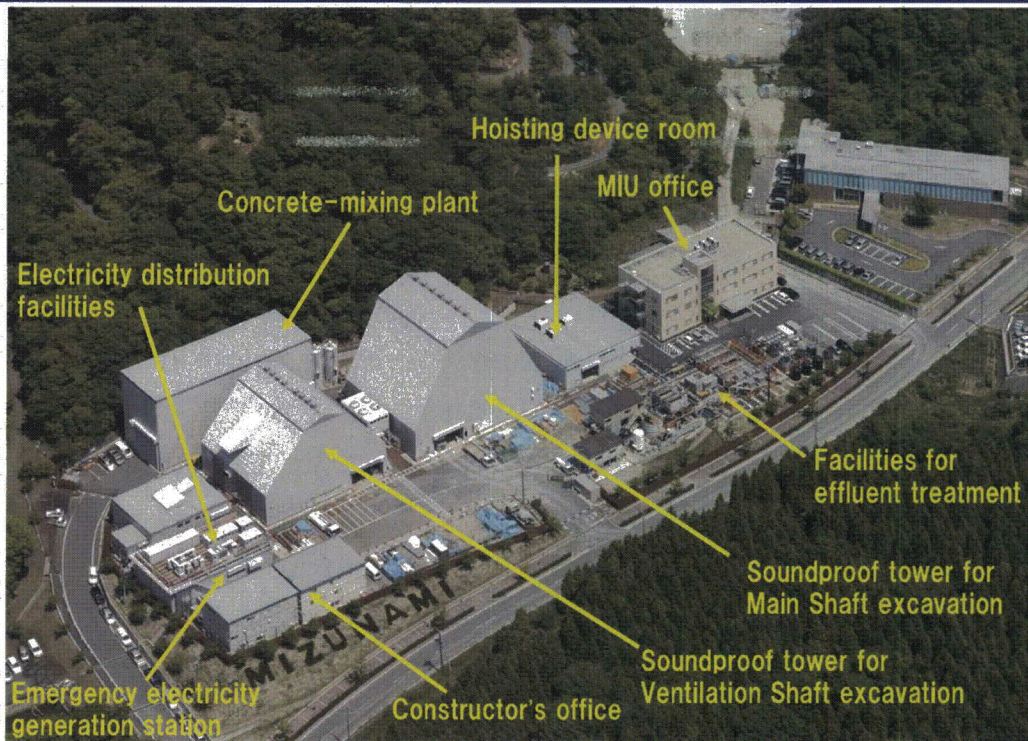 Hoisting device room
MIU office
Concrete-mixing plant
Electricity distribution
facilities
Facilities for
effluent treatment
Soundproof tower for
Main Shaft excavation
Soundproof tower for
Ventilation Shaft excavation
MIZUNAMI
Emergency electricity
generation station
Constructor's office